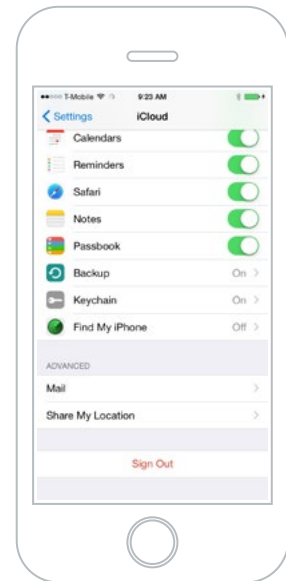 T-Mobile 9:23 AM
Settings iCloud
Calendars
Reminders
Safari
Notes
Passbook
Backup On
Keychain On
Find My iPhone Off
ADVANCED
Mail
Share My Location
Sign Out